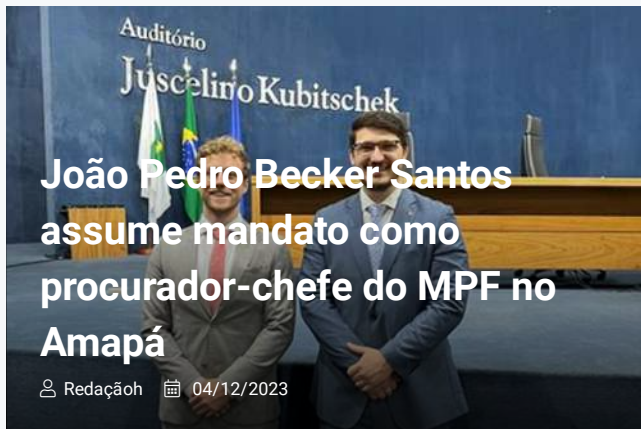 Auditório
Juscelino Kubitschek
João Pedro Becker Santos
assume mandato como
procurador-chefe do MPF no
Amapá
Redaçãoh 04/12/2023